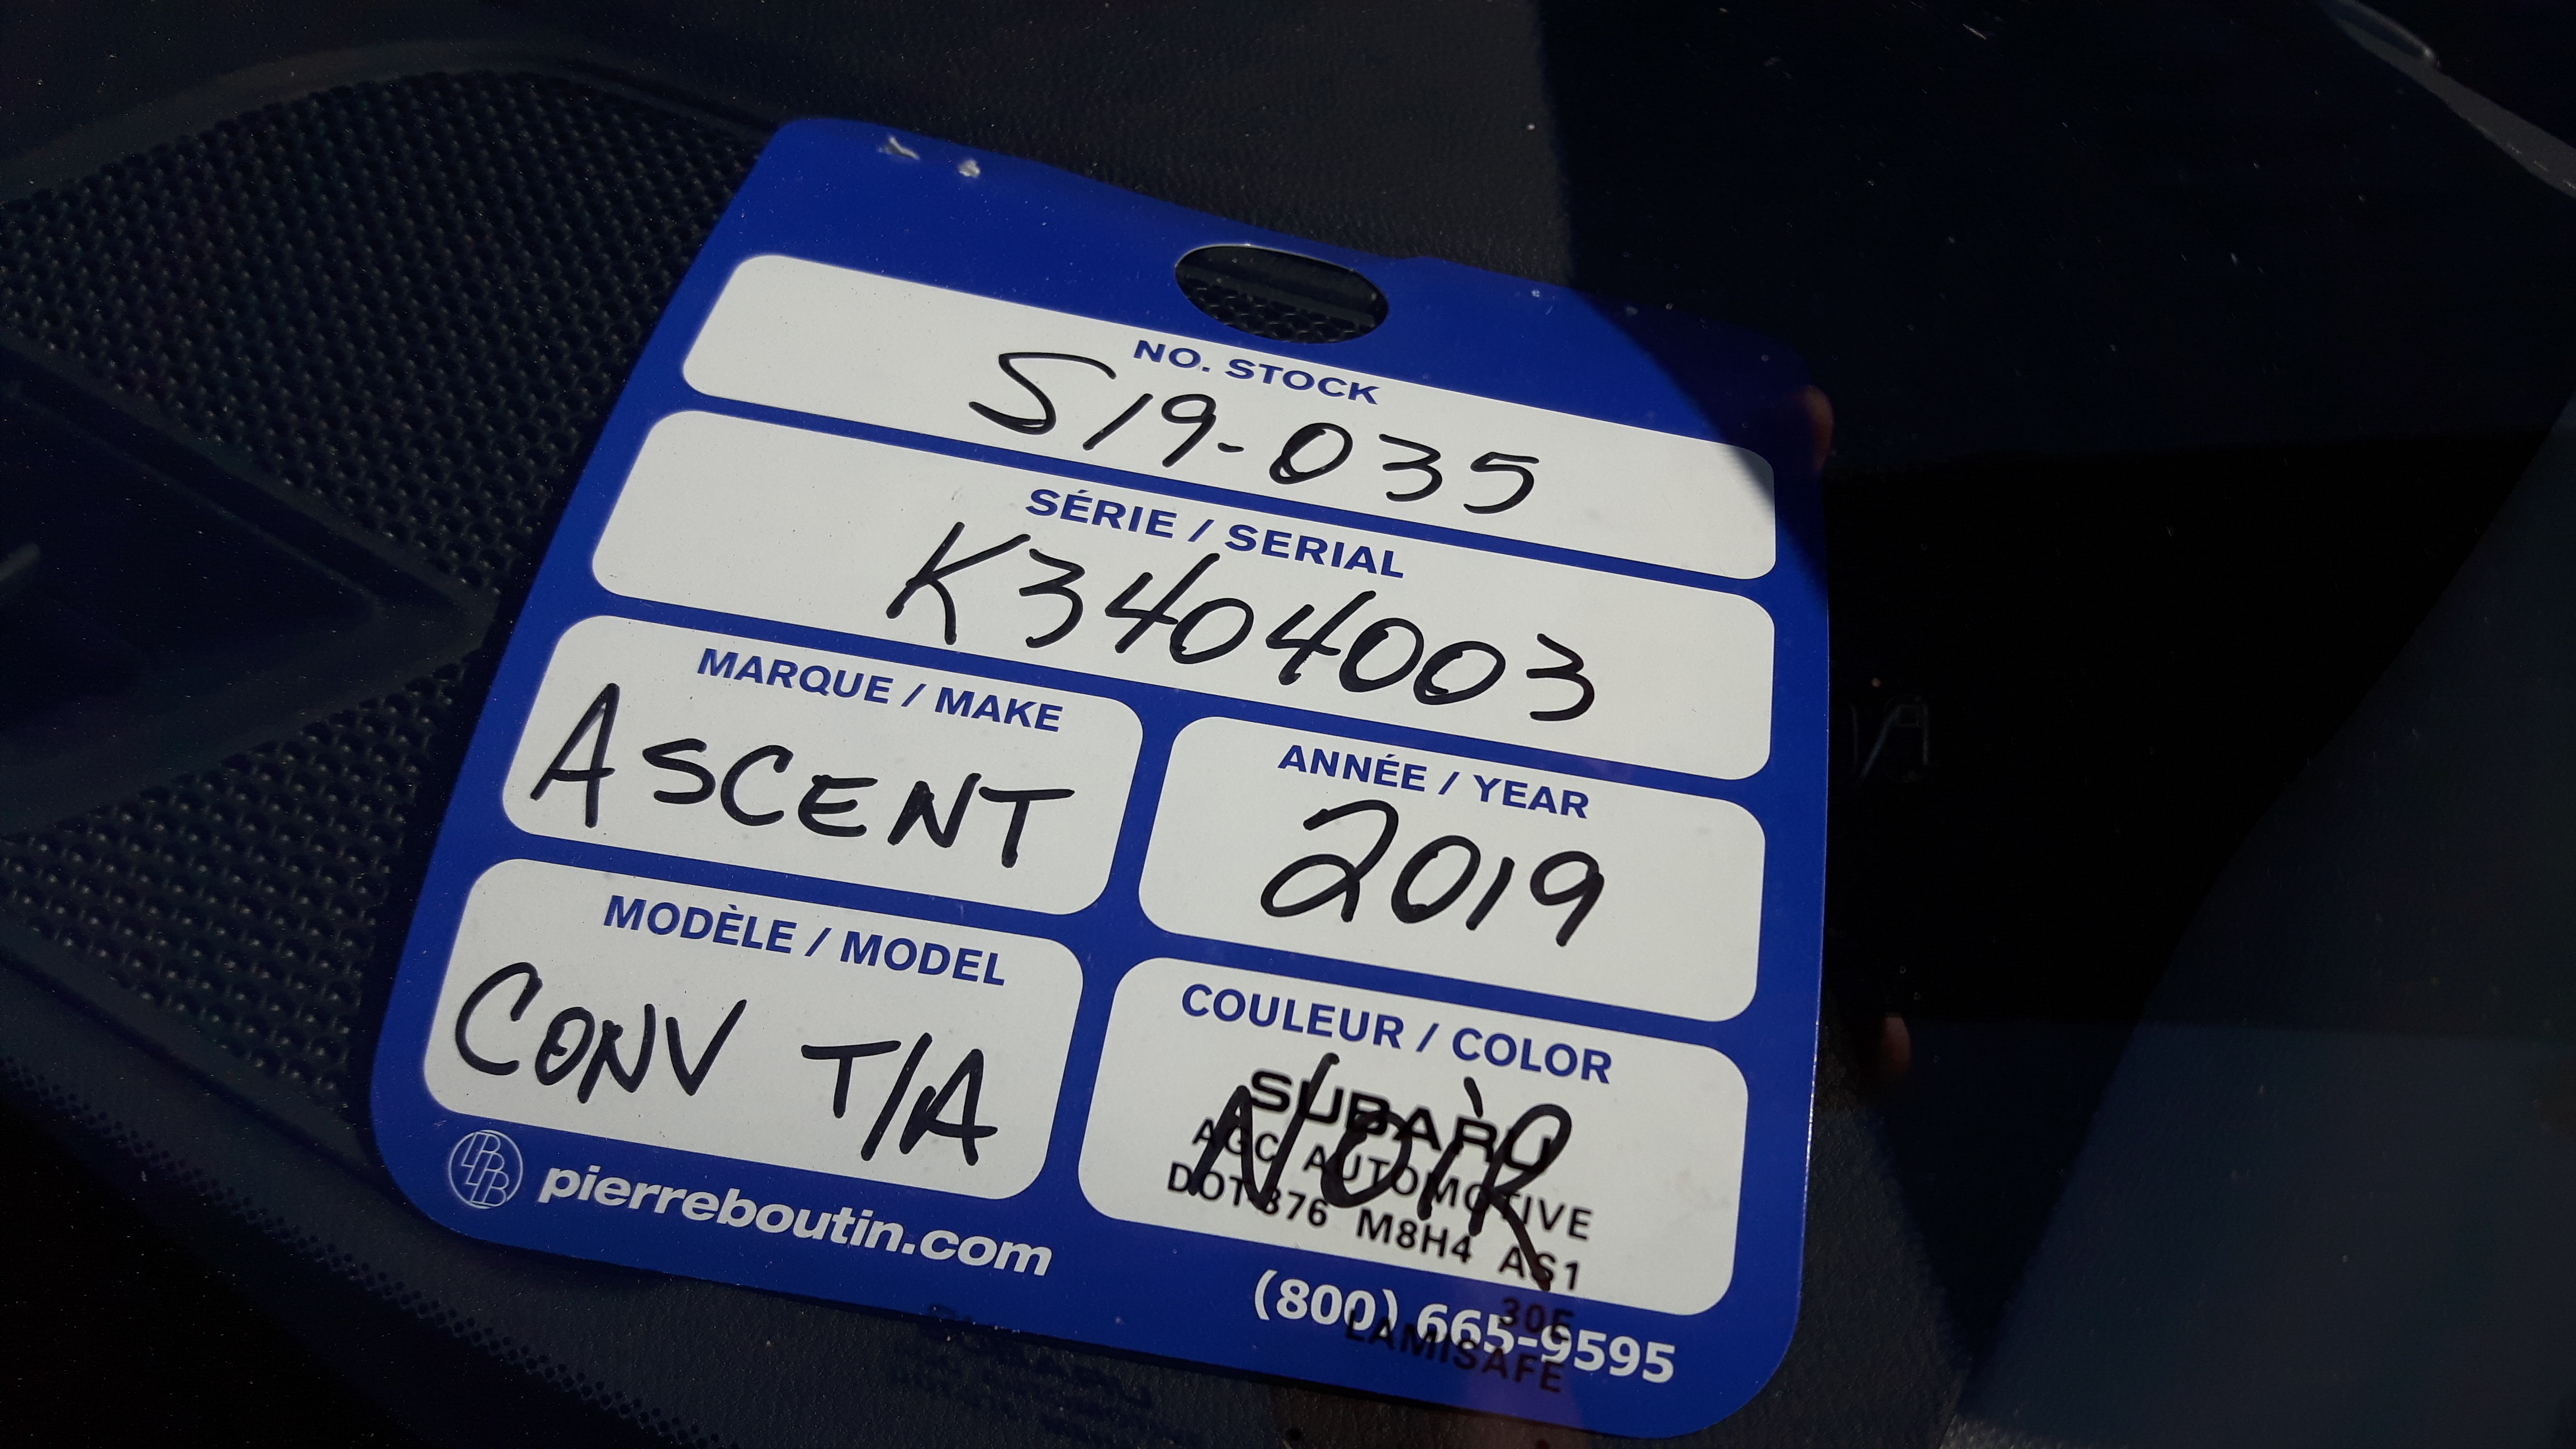 NO. STOCK
S19-035
SÉRIE / SERIAL
K3404003
MARQUE / MAKE
ASCENT
ANNÉE / YEAR
2019
MODÈLE / MODEL
CONV T/A
COULEUR / COLOR
NOIR
SUBARU
AGC AUTOMOTIVE
DOT 376 M8H4 AS1
LAMISAFE
pierreboutin.com
(800) 665-9595